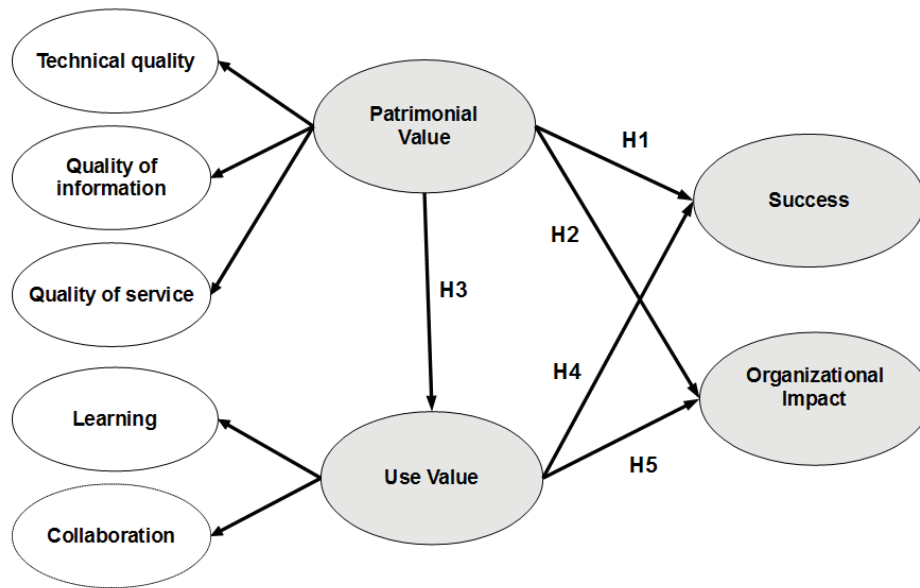 Technical quality
Patrimonial
Value
H1
Quality of
information
Success
H2
Quality of service
H3
H4
Organizational
Impact
Learning
Use Value
H5
Collaboration